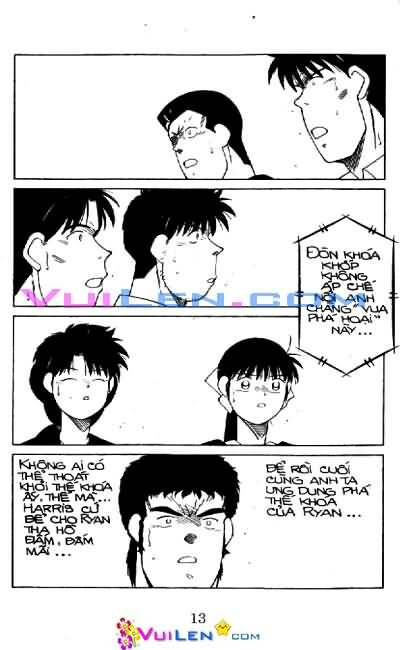 ĐÒN KHÓA
KHỚP
KHÔNG
ÁP CHẾ
NỔI ANH
CHÀNG "VUA
PHÁ HOẠI"
NÀY...
VUILEN.COM
KHÔNG AI CÓ
THỂ THOÁT
KHỎI THẾ KHÓA
ẤY, THẾ MÀ...
HARRIS CỨ
ĐỂ CHO RYAN
THA HỒ
ĐẤM, ĐẤM
MÃI...
ĐỂ RỒI CUỐI
CÙNG ANH TA
UNG DUNG PHÁ
THẾ KHÓA
CỦA RYAN...
13
VUILEN.COM